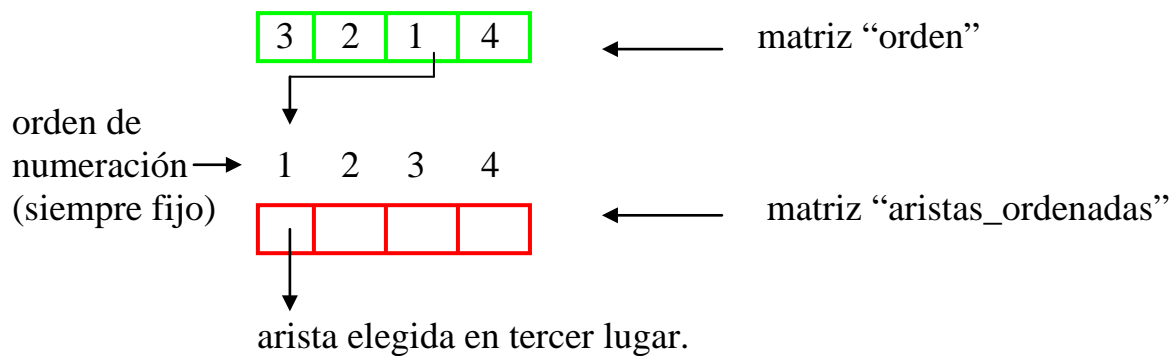 3 2 1 4
matriz “orden”
orden de
numeración
(siempre fijo)
1 2 3 4
matriz “aristas_ordenadas”
arista elegida en tercer lugar.